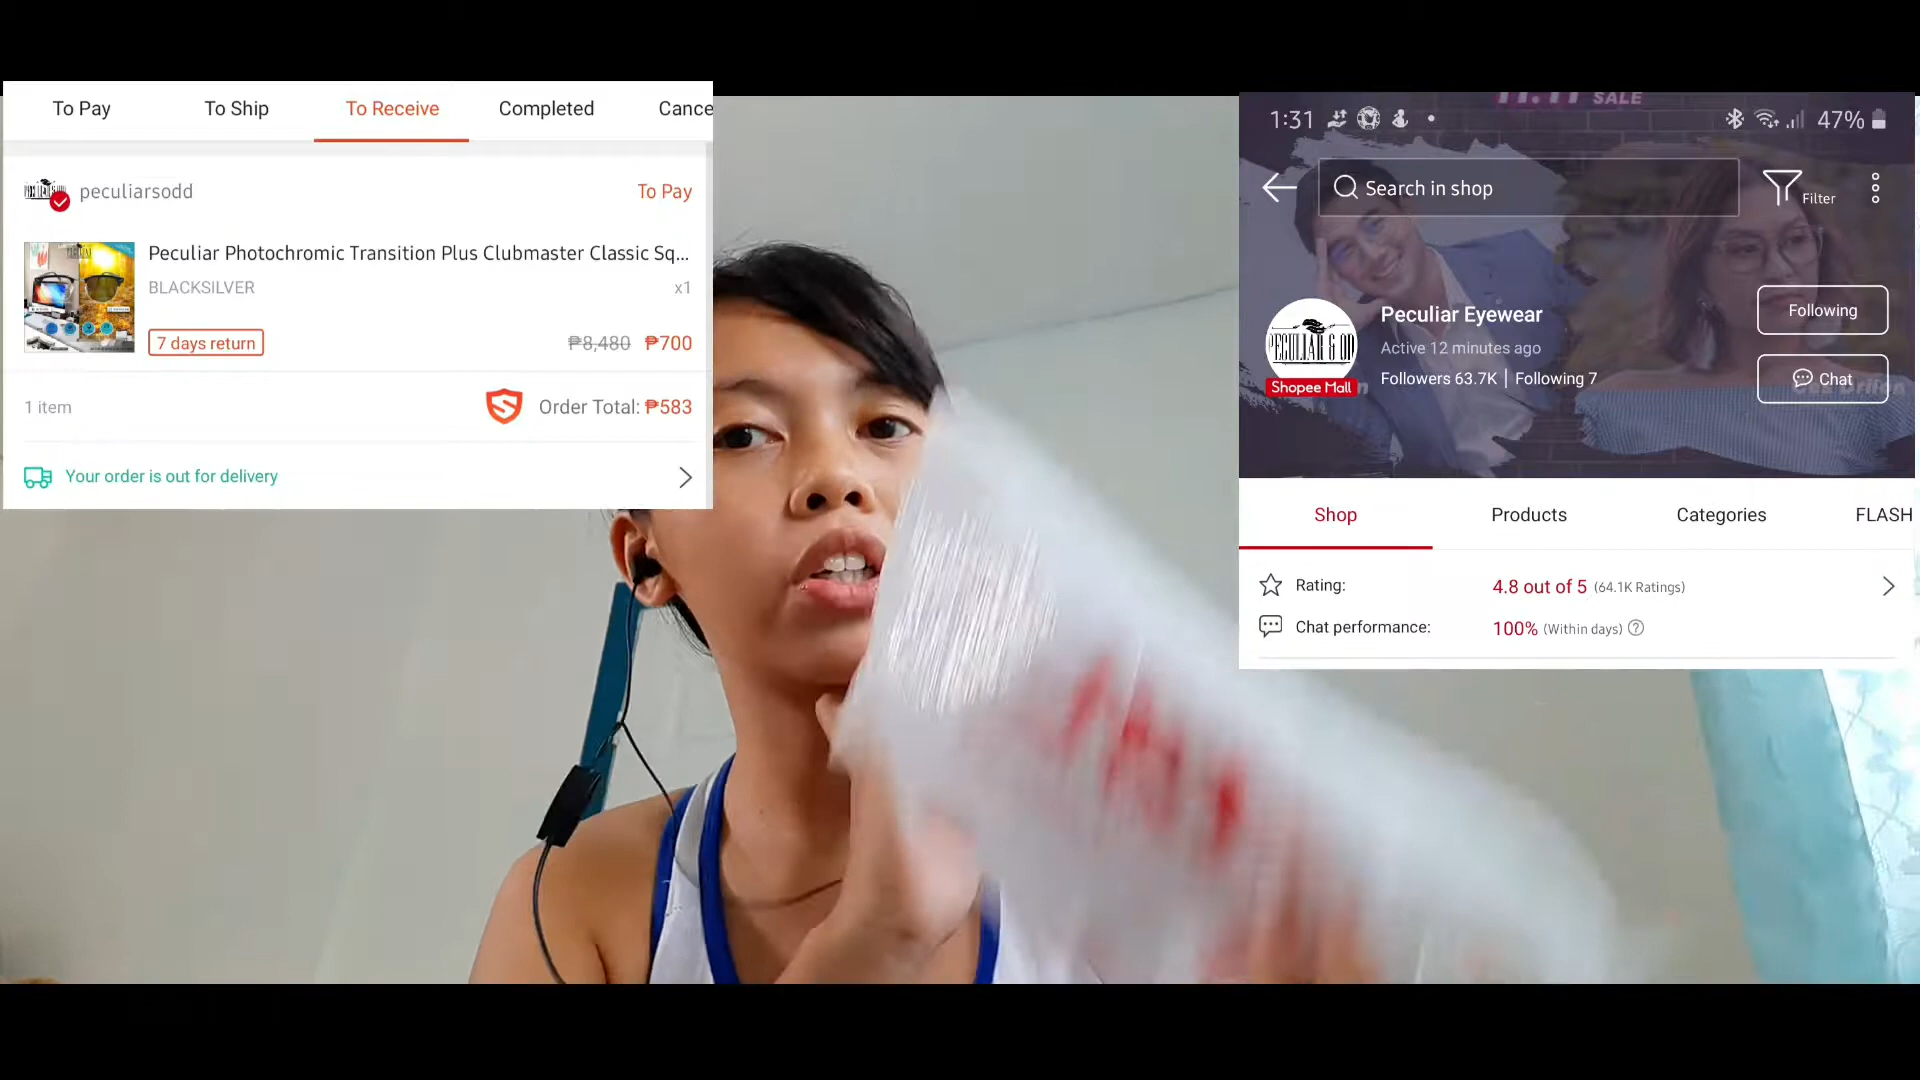 To Pay To Ship To Receive Completed Cance
peculiarsodd To Pay
Peculiar Photochromic Transition Plus Clubmaster Classic Sq...
BLACKSILVER x1
7 days return ₱8,480 ₱700
1 item Order Total: ₱583
Your order is out for delivery
11.11 SALE
1:31 47%
Search in shop Filter
Peculiar Eyewear Following
Active 12 minutes ago
PECULIAR & OD
Followers 63.7K | Following 7 Chat
Shopee Mall
Shop Products Categories FLASH
Rating: 4.8 out of 5 (64.1K Ratings)
Chat performance: 100% (Within days)